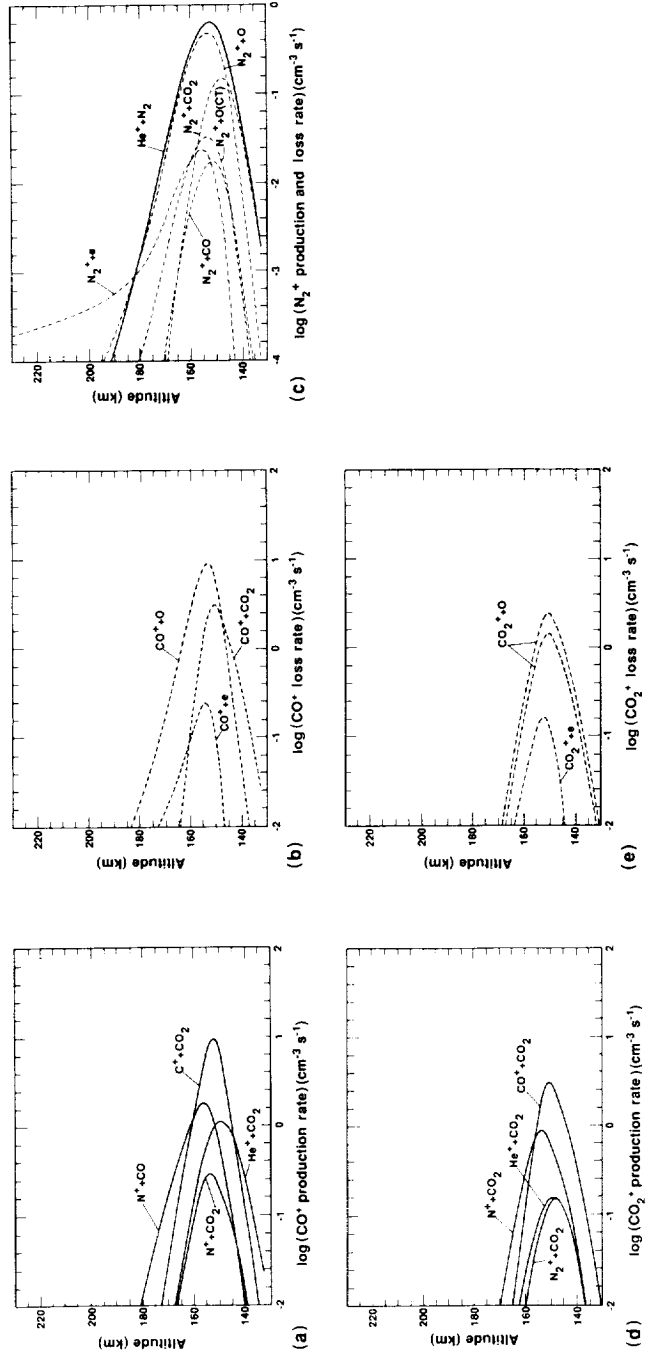 Altitude (km)
220
200
180
160
140
N⁺+CO
C⁺+CO₂
N⁺+CO₂
He⁺+CO₂
-2
-1
0
1
2
(a) log (CO⁺ production rate) (cm⁻³ s⁻¹)
Altitude (km)
220
200
180
160
140
CO⁺+O
CO⁺+e
CO⁺+CO₂
-2
-1
0
1
2
(b) log (CO⁺ loss rate) (cm⁻³ s⁻¹)
Altitude (km)
220
200
180
160
140
N₂⁺+e
He⁺+N₂
N₂⁺+CO₂
N₂⁺+O
N₂⁺+CO
N₂⁺+O(CT)
-4
-3
-2
-1
0
(c) log (N₂⁺ production and loss rate) (cm⁻³ s⁻¹)
Altitude (km)
220
200
180
160
140
N⁺+CO₂
He⁺+CO₂
CO⁺+CO₂
N₂⁺+CO₂
-2
-1
0
1
2
(d) log (CO₂⁺ production rate) (cm⁻³ s⁻¹)
Altitude (km)
220
200
180
160
140
CO₂⁺+O
CO₂⁺+e
-2
-1
0
1
2
(e) log (CO₂⁺ loss rate) (cm⁻³ s⁻¹)